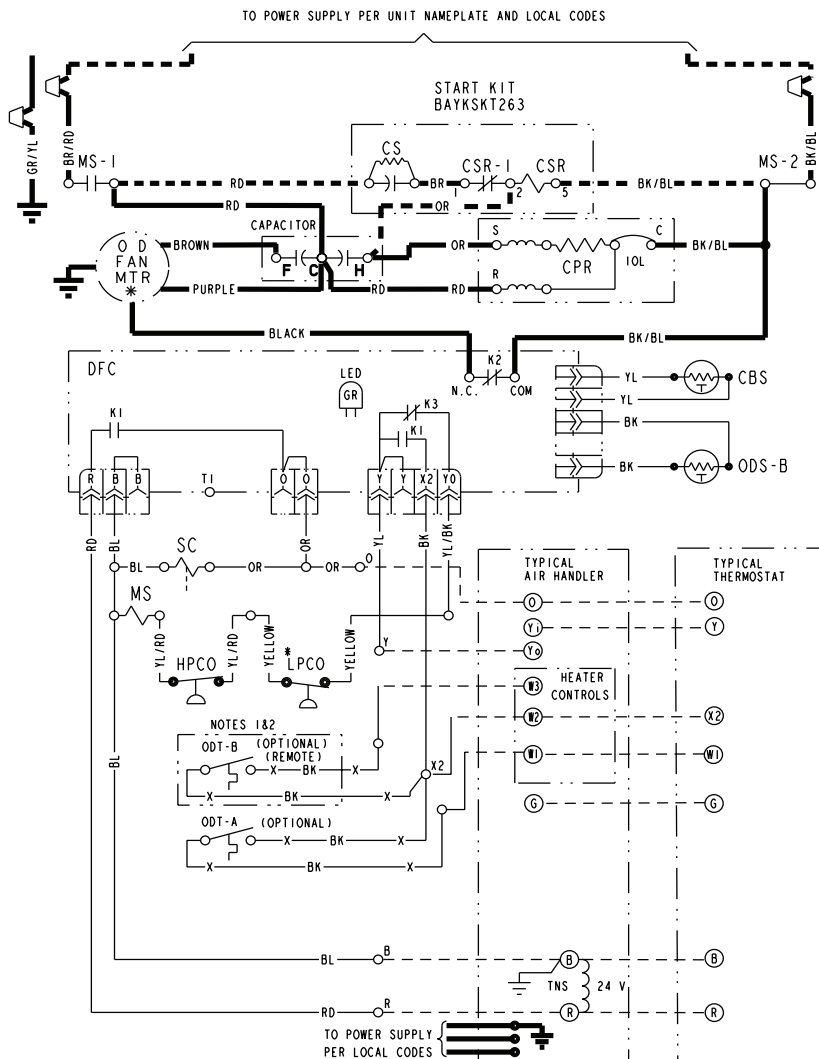 TO POWER SUPPLY PER UNIT NAMEPLATE AND LOCAL CODES
START KIT
BAYKSKT263
GR/YL
BR/RD
BK/BL
MS-1
CS
CSR-1
CSR
MS-2
RD
BR
1
2
5
BK/BL
OR
RD
CAPACITOR
O D
FAN
MTR
*
BROWN
F
C
H
OR
S
C
CPR
IOL
BK/BL
R
PURPLE
RD
RD
BLACK
BK/BL
DFC
LED
GR
K2
N.C.
COM
YL
CBS
YL
K3
K1
K1
BK
BK
ODS-B
R
B
B
T1
O
O
Y
Y
X2
YO
RD
BL
OR
YL
BK
YL/BK
BL
SC
OR
OR
O
MS
TYPICAL
AIR HANDLER
TYPICAL
THERMOSTAT
O
O
Yi
Y
Y
Yo
YL/RD
HPCO
YL/RD
YELLOW
*
LPCO
YELLOW
HEATER
CONTROLS
W3
W2
X2
W1
W1
NOTES 1&2
ODT-B
(OPTIONAL)
(REMOTE)
X
BK
X
X2
BL
X
BK
X
G
G
ODT-A
(OPTIONAL)
X
BK
X
X
BK
X
BL
B
B
B
TNS
24 V
RD
R
R
R
TO POWER SUPPLY
PER LOCAL CODES